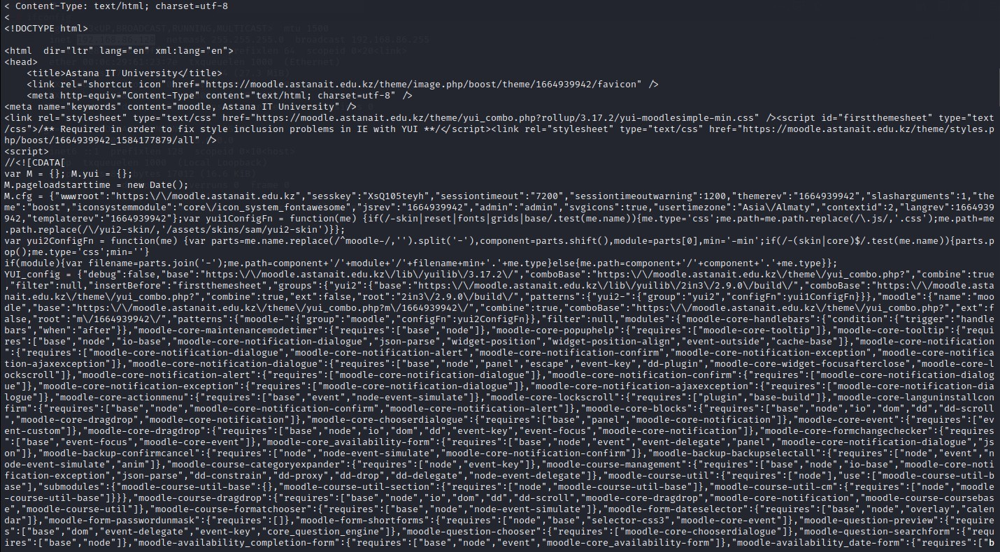 < Content-Type: text/html; charset=utf-8
<
<!DOCTYPE html>
<html  dir="ltr" lang="en" xml:lang="en">
<head>
    <title>Astana IT University</title>
    <link rel="shortcut icon" href="https://moodle.astanait.edu.kz/theme/image.php/boost/theme/1664939942/favicon" />
    <meta http-equiv="Content-Type" content="text/html; charset=utf-8" />
<meta name="keywords" content="moodle, Astana IT University" />
<link rel="stylesheet" type="text/css" href="https://moodle.astanait.edu.kz/theme/yui_combo.php?rollup/3.17.2/yui-moodlesimple-min.css" /><script id="firstthemesheet" type="text
/css">/** Required in order to fix style inclusion problems in IE with YUI **/</script><link rel="stylesheet" type="text/css" href="https://moodle.astanait.edu.kz/theme/styles.p
hp/boost/1664939942_1584177879/all" />
<script>
//<![CDATA[
var M = {}; M.yui = {};
M.pageloadstarttime = new Date();
M.cfg = {"wwwroot":"https:\/\/moodle.astanait.edu.kz","sesskey":"XsQ105teyh","sessiontimeout":"7200","sessiontimeoutwarning":1200,"themerev":"1664939942","slasharguments":1,"the
me":"boost","iconsystemmodule":"core\/icon_system_fontawesome","jsrev":"1664939942","admin":"admin","svgicons":true,"usertimezone":"Asia\/Almaty","contextid":2,"langrev":1664939
942,"templaterev":"1664939942"};var yui1ConfigFn = function(me) {if(/-skin|reset|fonts|grids|base/.test(me.name)){me.type='css';me.path=me.path.replace(/\.js/,'.css');me.path=me
.path.replace(/\/yui2-skin/,'/assets/skins/sam/yui2-skin')}};
var yui2ConfigFn = function(me) {var parts=me.name.replace(/^moodle-/,'').split('-'),component=parts.shift(),module=parts[0],min='-min';if(/-(skin|core)$/.test(me.name)){parts.p
op();me.type='css';min=''}
if(module){var filename=parts.join('-');me.path=component+'/'+module+'/'+filename+min+'.'+me.type}else{me.path=component+'/'+component+'.'+me.type}};
YUI_config = {"debug":false,"base":"https:\/\/moodle.astanait.edu.kz\/lib\/yuilib\/3.17.2\/","comboBase":"https:\/\/moodle.astanait.edu.kz\/theme\/yui_combo.php?","combine":true
,"filter":null,"insertBefore":"firstthemesheet","groups":{"yui2":{"base":"https:\/\/moodle.astanait.edu.kz\/lib\/yuilib\/2in3\/2.9.0\/build\/","comboBase":"https:\/\/moodle.asta
nait.edu.kz\/theme\/yui_combo.php?","combine":true,"ext":false,"root":"2in3\/2.9.0\/build\/","patterns":{"yui2-":{"group":"yui2","configFn":yui1ConfigFn}}},"moodle":{"name":"moo
dle","base":"https:\/\/moodle.astanait.edu.kz\/theme\/yui_combo.php?m\/1664939942\/","combine":true,"comboBase":"https:\/\/moodle.astanait.edu.kz\/theme\/yui_combo.php?","ext":f
alse,"root":"m\/1664939942\/","patterns":{"moodle-":{"group":"moodle","configFn":yui2ConfigFn}},"filter":null,"modules":{"moodle-core-handlebars":{"condition":{"trigger":"handle
bars","when":"after"}},"moodle-core-maintenancemodetimer":{"requires":["base","node"]},"moodle-core-popuphelp":{"requires":["moodle-core-tooltip"]},"moodle-core-tooltip":{"requi
res":["base","node","io-base","moodle-core-notification-dialogue","json-parse","widget-position","widget-position-align","event-outside","cache-base"]},"moodle-core-notification
":{"requires":["moodle-core-notification-dialogue","moodle-core-notification-alert","moodle-core-notification-confirm","moodle-core-notification-exception","moodle-core-notifica
tion-ajaxexception"]},"moodle-core-notification-dialogue":{"requires":["base","node","panel","escape","event-key","dd-plugin","moodle-core-widget-focusafterclose","moodle-core-l
ockscroll"]},"moodle-core-notification-alert":{"requires":["moodle-core-notification-dialogue"]},"moodle-core-notification-confirm":{"requires":["moodle-core-notification-dialog
ue"]},"moodle-core-notification-exception":{"requires":["moodle-core-notification-dialogue"]},"moodle-core-notification-ajaxexception":{"requires":["moodle-core-notification-dia
logue"]},"moodle-core-actionmenu":{"requires":["base","event","node-event-simulate"]},"moodle-core-lockscroll":{"requires":["plugin","base-build"]},"moodle-core-languninstallcon
firm":{"requires":["base","node","moodle-core-notification-confirm","moodle-core-notification-alert"]},"moodle-core-blocks":{"requires":["base","node","io","dom","dd","dd-scroll
","moodle-core-dragdrop","moodle-core-notification"]},"moodle-core-chooserdialogue":{"requires":["base","panel","moodle-core-notification"]},"moodle-core-event":{"requires":["ev
ent-custom"]},"moodle-core-dragdrop":{"requires":["base","node","io","dom","dd","event-key","event-focus","moodle-core-notification"]},"moodle-core-formchangechecker":{"requires
":["base","event-focus","moodle-core-event"]},"moodle-core_availability-form":{"requires":["base","node","event","event-delegate","panel","moodle-core-notification-dialogue","js
on"]},"moodle-backup-confirmcancel":{"requires":["node","node-event-simulate","moodle-core-notification-confirm"]},"moodle-backup-backupselectall":{"requires":["node","event","n
ode-event-simulate","anim"]},"moodle-course-categoryexpander":{"requires":["node","event-key"]},"moodle-course-management":{"requires":["base","node","io-base","moodle-core-noti
fication-exception","json-parse","dd-constrain","dd-proxy","dd-drop","dd-delegate","node-event-delegate"]},"moodle-course-util":{"requires":["node"],"use":["moodle-course-util-b
ase"],"submodules":{"moodle-course-util-base":{},"moodle-course-util-section":{"requires":["node","moodle-course-util-base"]},"moodle-course-util-cm":{"requires":["node","moodle
-course-util-base"]}}},"moodle-course-dragdrop":{"requires":["base","node","io","dom","dd","dd-scroll","moodle-core-dragdrop","moodle-core-notification","moodle-course-coursebas
e","moodle-course-util"]},"moodle-course-formatchooser":{"requires":["base","node","node-event-simulate"]},"moodle-form-dateselector":{"requires":["base","node","overlay","calen
dar"]},"moodle-form-passwordunmask":{"requires":[]},"moodle-form-shortforms":{"requires":["node","base","selector-css3","moodle-core-event"]},"moodle-question-preview":{"require
s":["base","dom","event-delegate","event-key","core_question_engine"]},"moodle-question-chooser":{"requires":["moodle-core-chooserdialogue"]},"moodle-question-searchform":{"requ
ires":["base","node"]},"moodle-availability_completion-form":{"requires":["base","node","event","moodle-core_availability-form"]},"moodle-availability_date-form":{"requires":["b